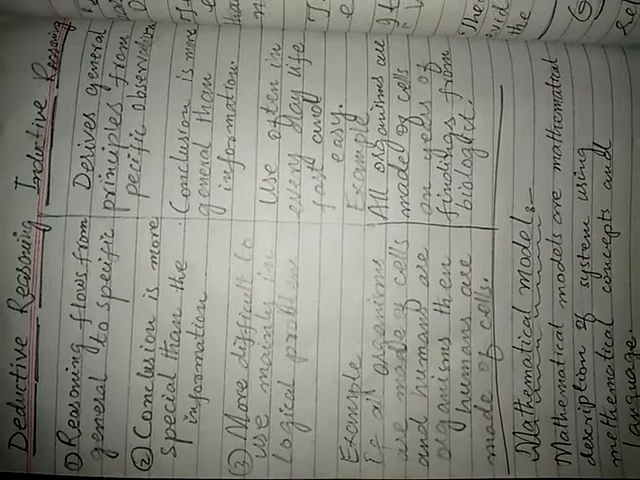 Deductive Reasoning Inductive Reasoning
① Reasoning flows from
general to specific
② Conclusion is more
special than the
information
③ More difficult to
use mainly in
Logical problem
Example
If all organisms
are made of cells
and humans are
organisms then
humans are
made of cells.
Derives general
principles from
pecific observation
Conclusion is more
general then
information.
Use often in
every day life
fast and
easy.
Example
All organisms are
made of cells
on years of
findings from
biologist.
Mathematical models:-
Mathematical models are mathematical
description of system using
methematical concepts and
language.